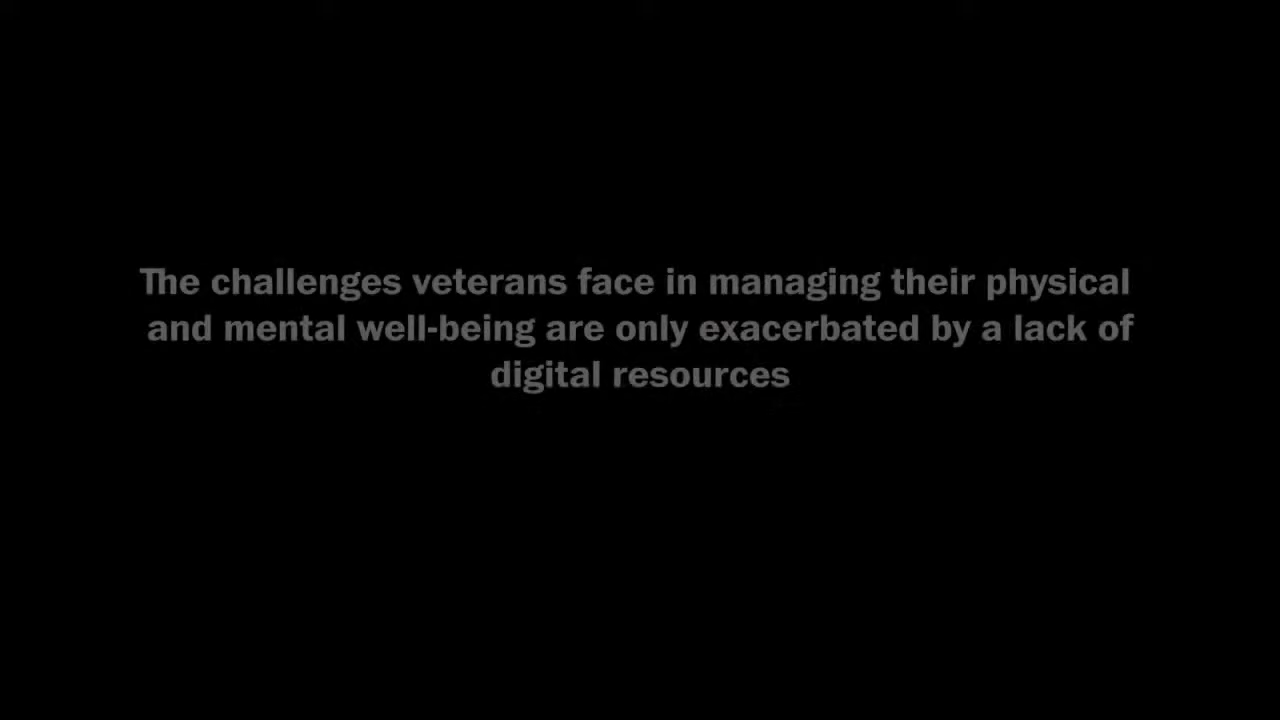 The challenges veterans face in managing their physical
and mental well-being are only exacerbated by a lack of
digital resources